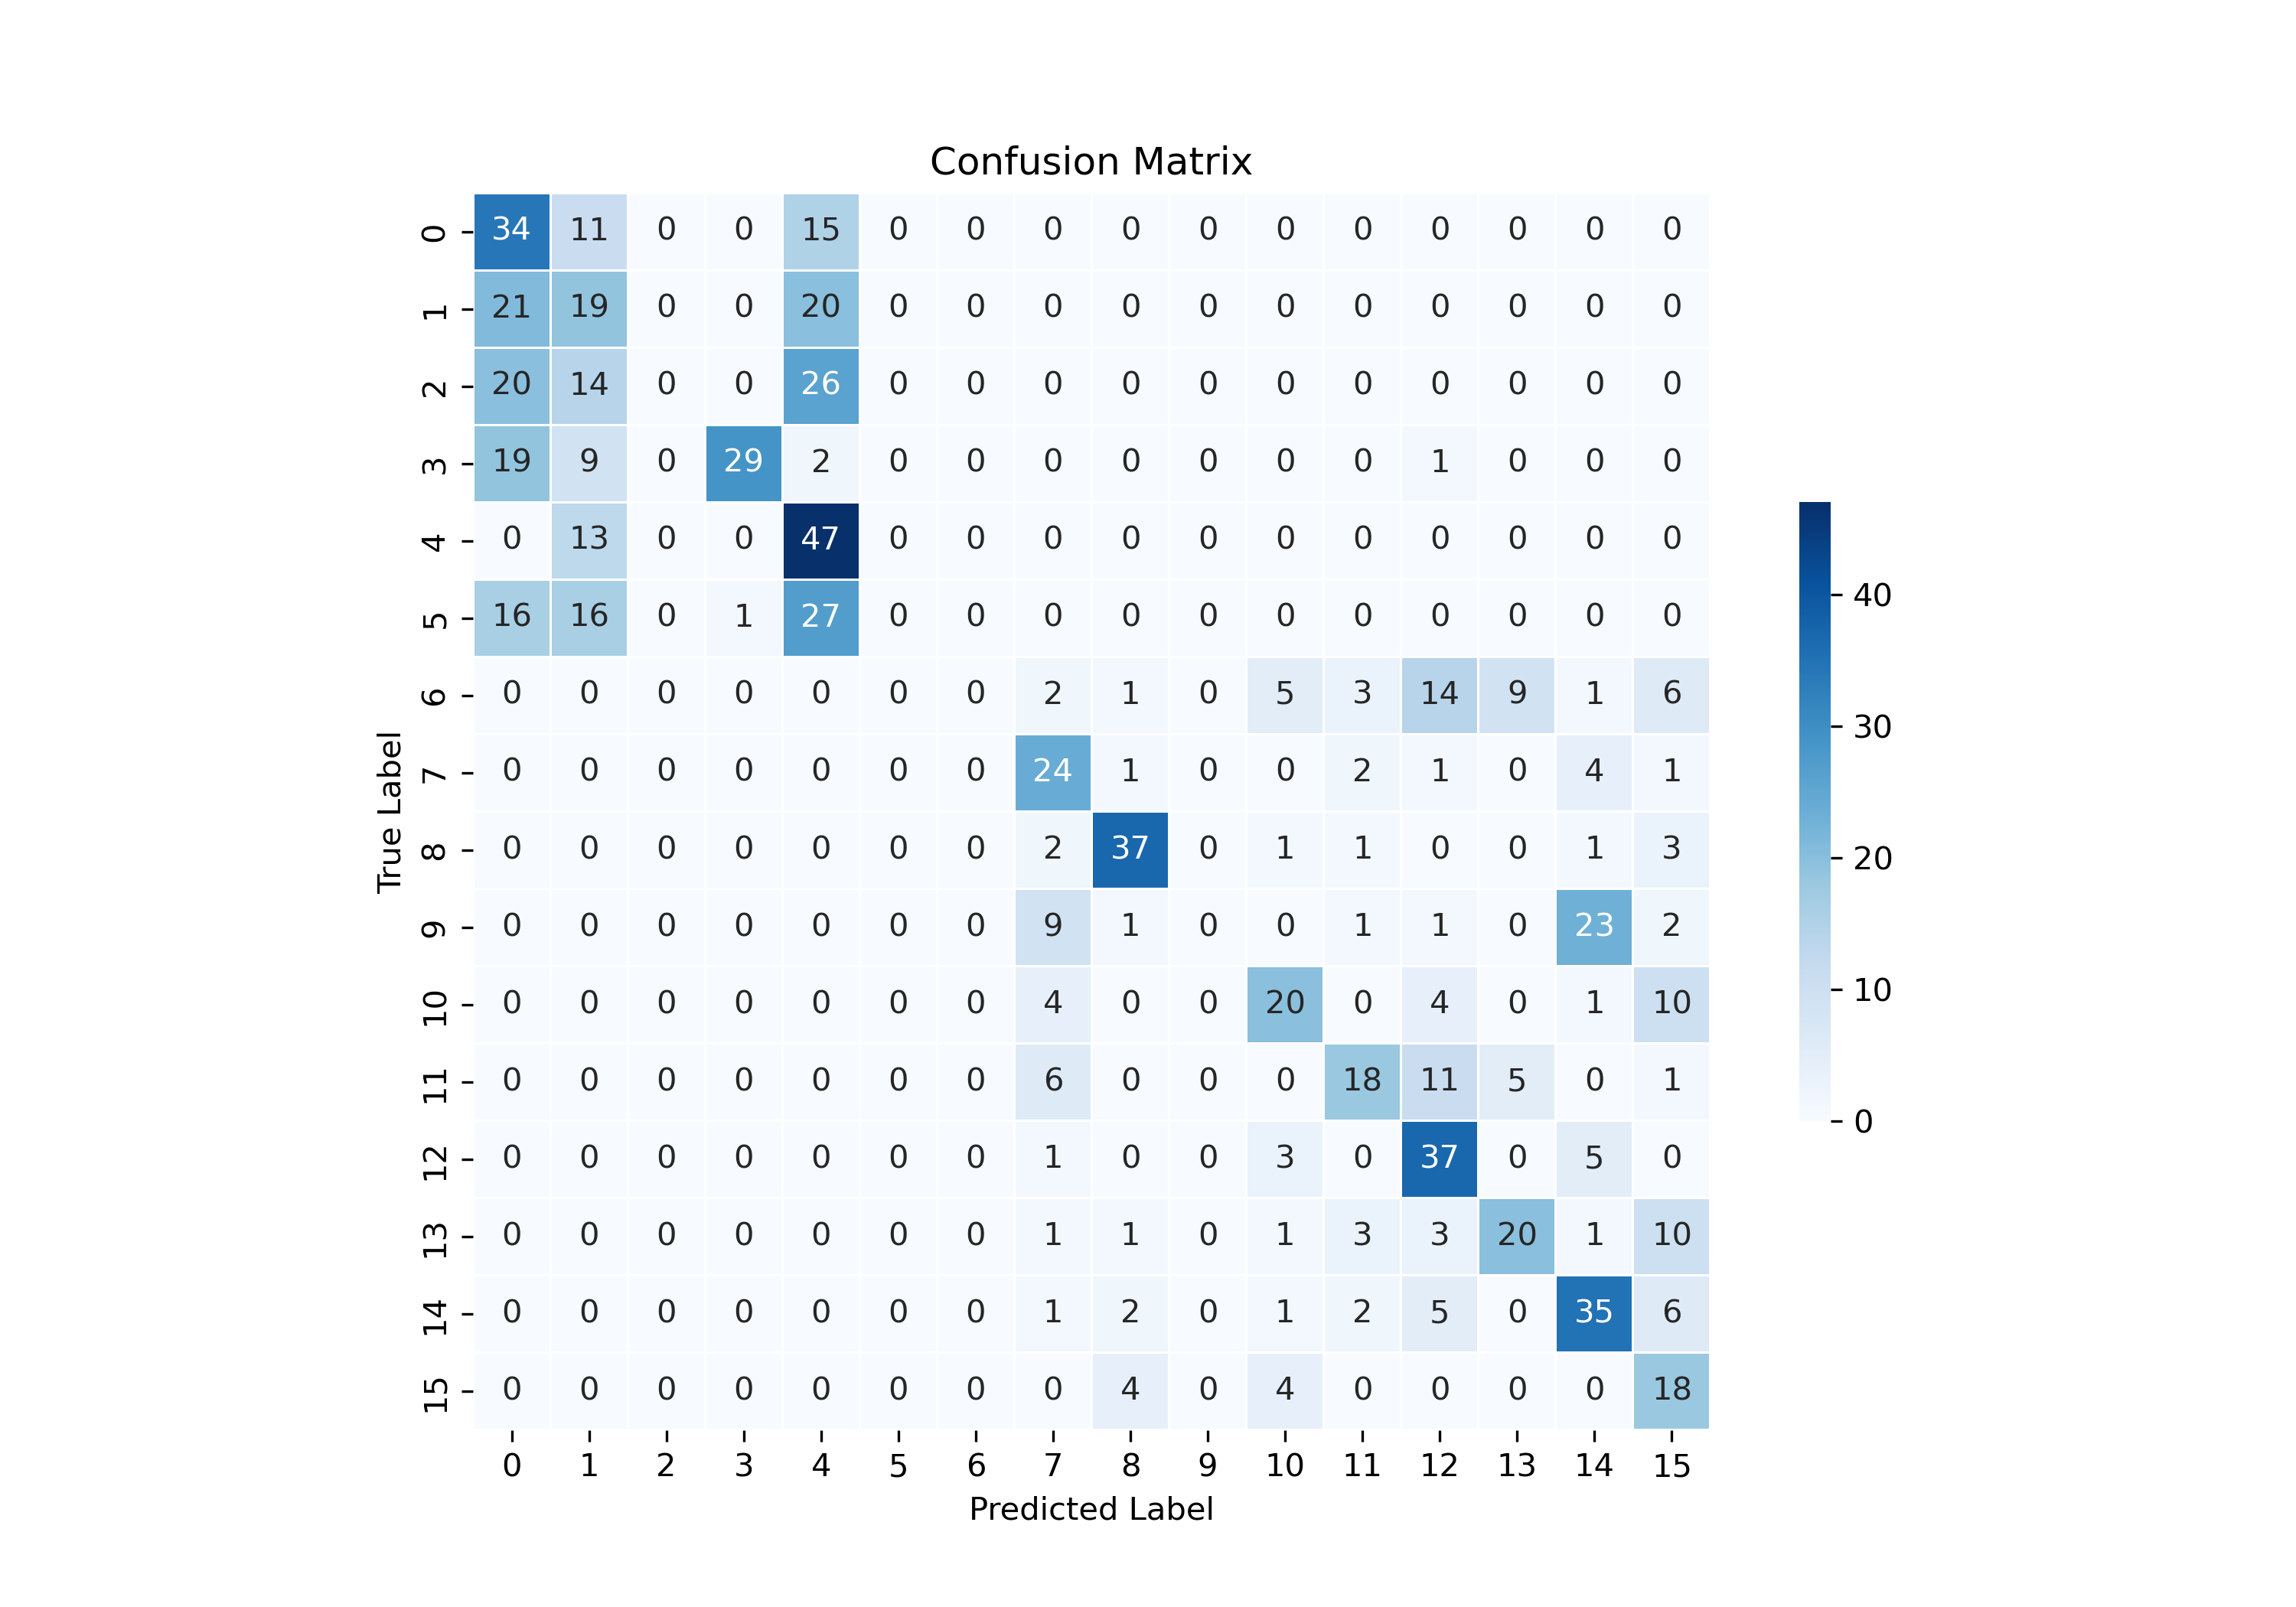 Confusion Matrix
0 34 11 0 0 15 0 0 0 0 0 0 0 0 0 0 0
1 21 19 0 0 20 0 0 0 0 0 0 0 0 0 0 0
2 20 14 0 0 26 0 0 0 0 0 0 0 0 0 0 0
3 19 9 0 29 2 0 0 0 0 0 0 0 1 0 0 0
4 0 13 0 0 47 0 0 0 0 0 0 0 0 0 0 0
5 16 16 0 1 27 0 0 0 0 0 0 0 0 0 0 0
6 0 0 0 0 0 0 0 2 1 0 5 3 14 9 1 6
7 0 0 0 0 0 0 0 24 1 0 0 2 1 0 4 1
8 0 0 0 0 0 0 0 2 37 0 1 1 0 0 1 3
9 0 0 0 0 0 0 0 9 1 0 0 1 1 0 23 2
10 0 0 0 0 0 0 0 4 0 0 20 0 4 0 1 10
11 0 0 0 0 0 0 0 6 0 0 0 18 11 5 0 1
12 0 0 0 0 0 0 0 1 0 0 3 0 37 0 5 0
13 0 0 0 0 0 0 0 1 1 0 1 3 3 20 1 10
14 0 0 0 0 0 0 0 1 2 0 1 2 5 0 35 6
15 0 0 0 0 0 0 0 0 4 0 4 0 0 0 0 18
0 1 2 3 4 5 6 7 8 9 10 11 12 13 14 15
Predicted Label
True Label
40
30
20
10
0